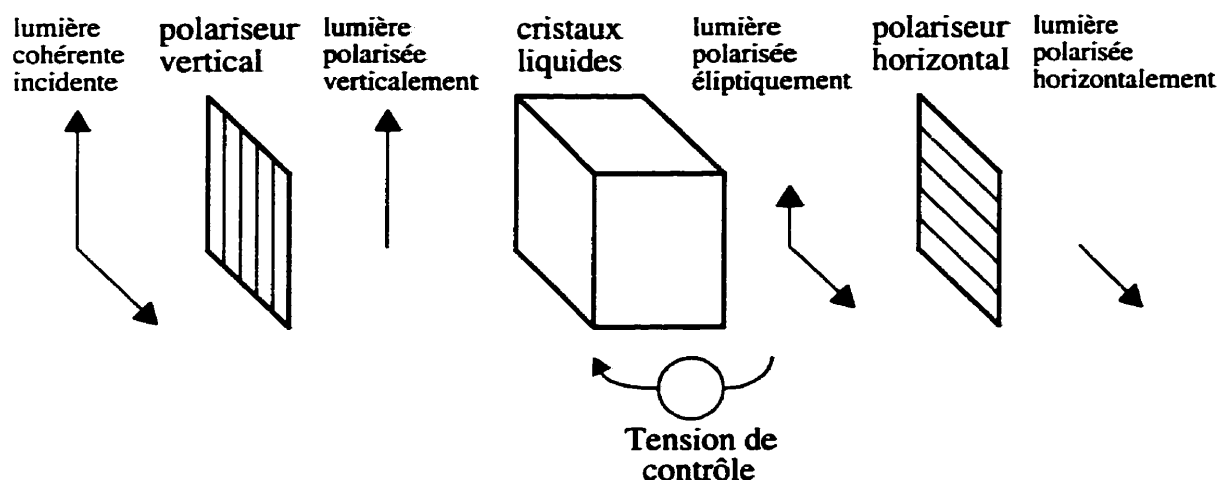 lumière
cohérente
incidente
polariseur
vertical
lumière
polarisée
verticalement
cristaux
liquides
lumière
polarisée
éliptiquement
polariseur
horizontal
lumière
polarisée
horizontalement
Tension de
contrôle